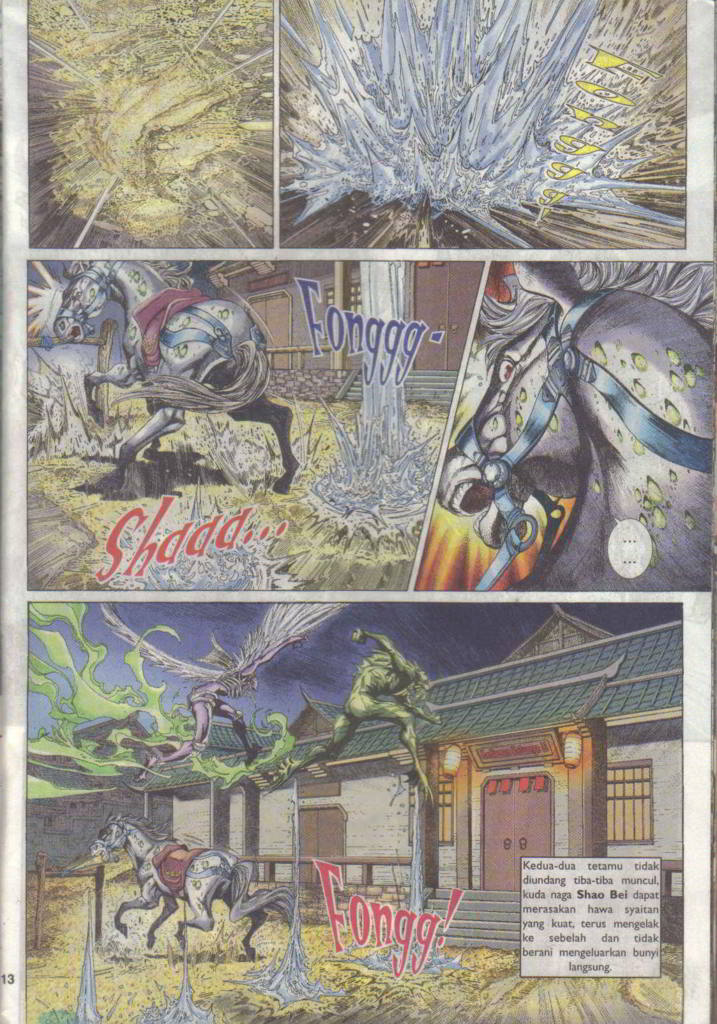 Fonggg
Fonggg-
Shaaa...
...
...
Fongg!
Kedua-dua tetamu tidak
diundang tiba-tiba muncul,
kuda naga Shao Bei dapat
merasakan hawa syaitan
yang kuat, terus mengelak
ke sebelah dan tidak
berani mengeluarkan bunyi
langsung.
13